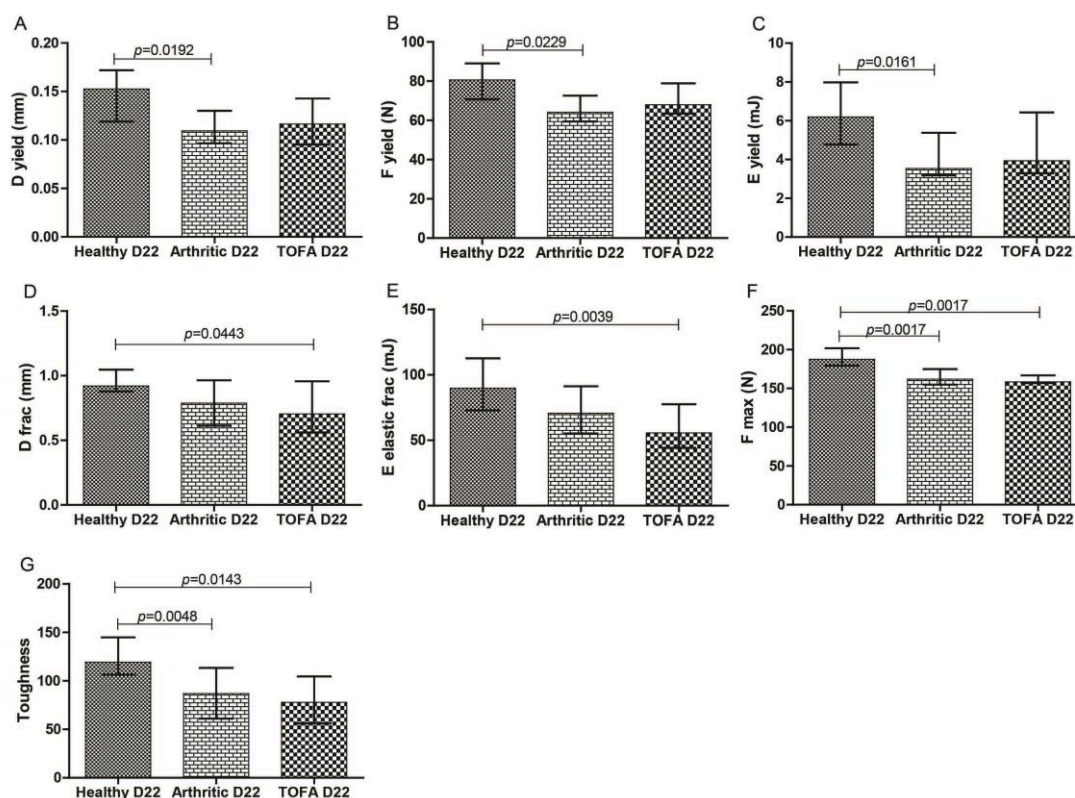 A
D yield (mm)
0.20
0.15
0.10
0.05
0.00
p=0.0192
Healthy D22 Arthritic D22 TOFA D22
B
F yield (N)
100
80
60
40
20
0
p=0.0229
Healthy D22 Arthritic D22 TOFA D22
C
E yield (mJ)
10
8
6
4
2
0
p=0.0161
Healthy D22 Arthritic D22 TOFA D22
D
D frac (mm)
1.5
1.0
0.5
0.0
p=0.0443
Healthy D22 Arthritic D22 TOFA D22
E
E elastic frac (mJ)
150
100
50
0
p=0.0039
Healthy D22 Arthritic D22 TOFA D22
F
F max (N)
250
200
150
100
50
0
p=0.0017
p=0.0017
Healthy D22 Arthritic D22 TOFA D22
G
Toughness
200
150
100
50
0
p=0.0143
p=0.0048
Healthy D22 Arthritic D22 TOFA D22